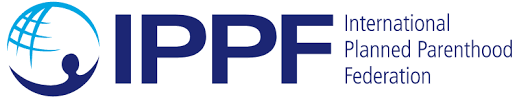 IPPF
International
Planned Parenthood
Federation